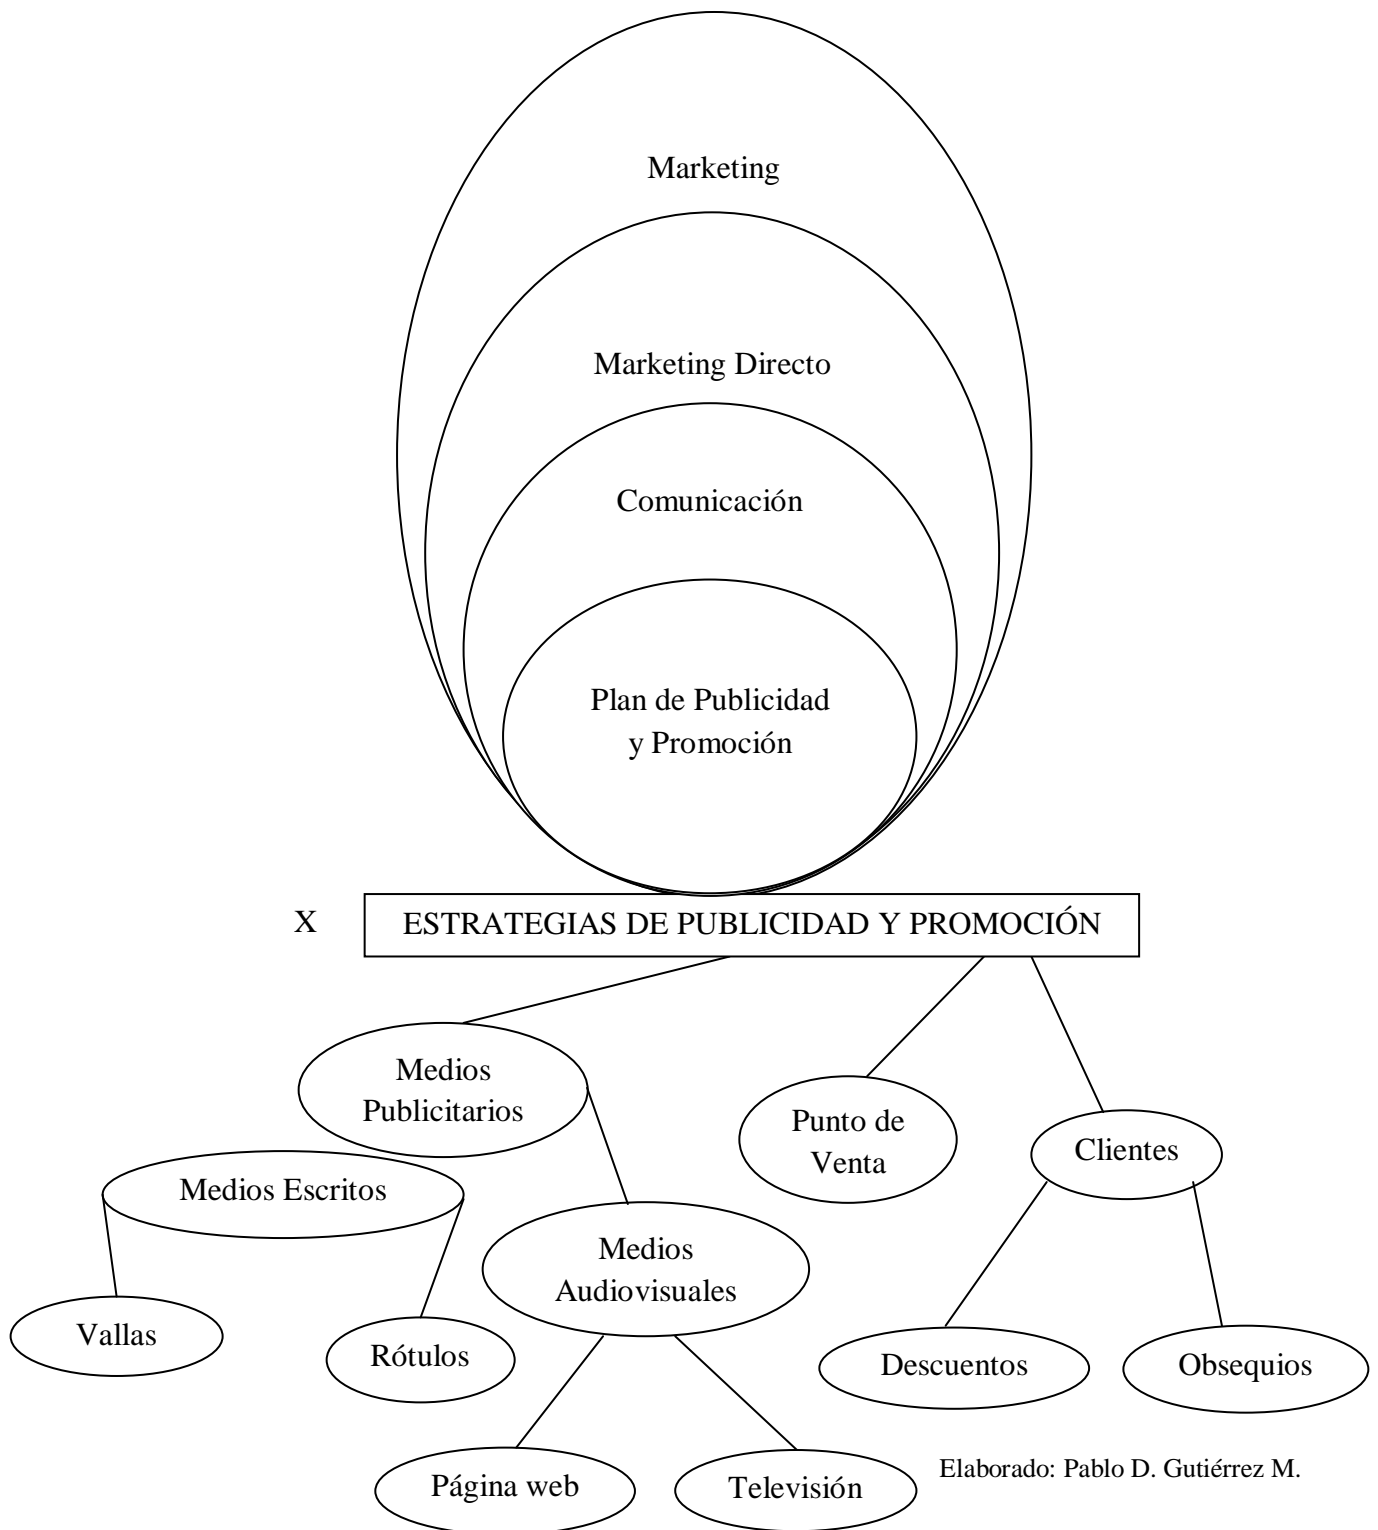 Marketing
Marketing Directo
Comunicación
Plan de Publicidad
y Promoción
X
ESTRATEGIAS DE PUBLICIDAD Y PROMOCIÓN
Medios
Publicitarios
Punto de
Venta
Clientes
Medios Escritos
Medios
Audiovisuales
Vallas
Rótulos
Descuentos
Obsequios
Página web
Televisión
Elaborado: Pablo D. Gutiérrez M.